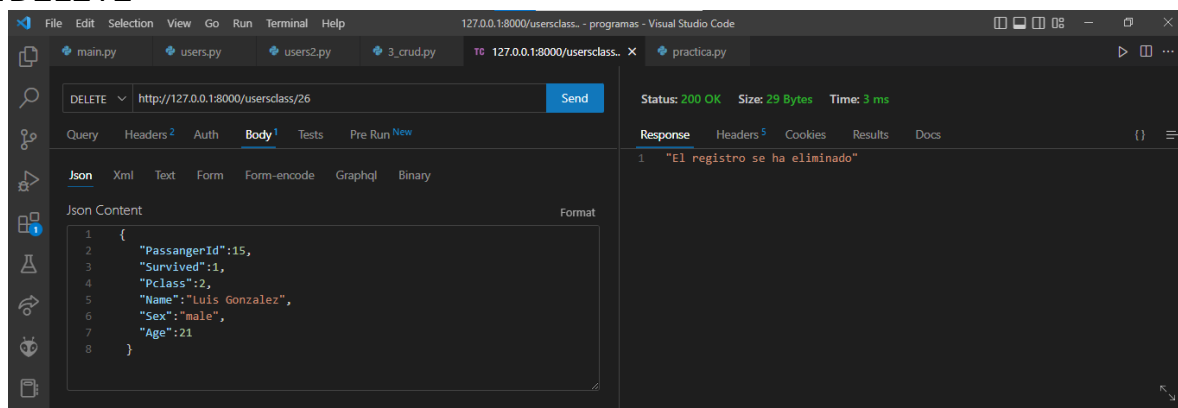 File Edit Selection View Go Run Terminal Help 127.0.0.1:8000/usersclass.. - programas - Visual Studio Code
main.py users.py users2.py 3_crud.py TC 127.0.0.1:8000/usersclass.. practica.py
DELETE http://127.0.0.1:8000/usersclass/26 Send
Status: 200 OK Size: 29 Bytes Time: 3 ms
Query Headers 2 Auth Body 1 Tests Pre Run New
Response Headers 5 Cookies Results Docs {}
1 "El registro se ha eliminado"
Json Xml Text Form Form-encode Graphql Binary
Json Content Format
1 {
2 "PassangerId":15,
3 "Survived":1,
4 "Pclass":2,
5 "Name":"Luis Gonzalez",
6 "Sex":"male",
7 "Age":21
8 }
1